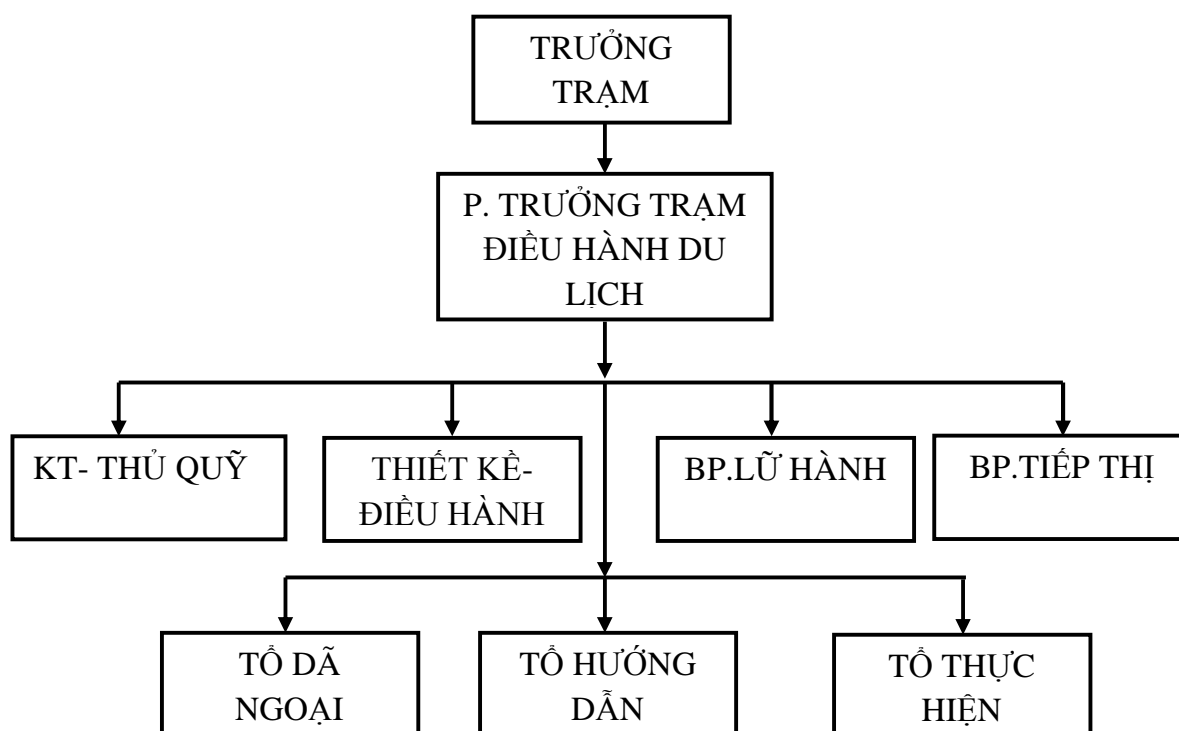 TRƯỞNG
TRẠM
P. TRƯỞNG TRẠM
ĐIỀU HÀNH DU
LỊCH
KT- THỦ QUỸ
THIẾT KỀ-
ĐIỀU HÀNH
BP.LỮ HÀNH
BP.TIẾP THỊ
TỔ DÃ
NGOẠI
TỔ HƯỚNG
DẪN
TỔ THỰC
HIỆN